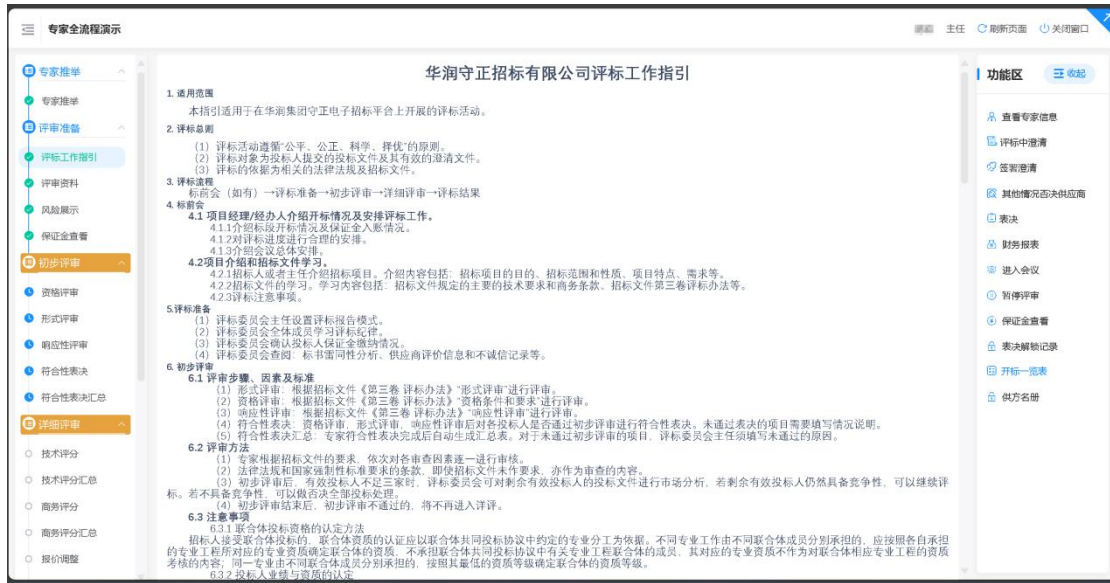 专家全流程演示
主任 刷新页面 关闭窗口
专家推举
专家推举
评审准备
评标工作指引
评审资料
风险展示
保证金查看
初步评审
资格评审
形式评审
响应性评审
符合性表决
符合性表决汇总
详细评审
技术评分
技术评分汇总
商务评分
商务评分汇总
报价调整
华润守正招标有限公司评标工作指引
1. 适用范围
本指引适用于在华润集团守正电子招标平台上开展的评标活动。
2. 评标总则
(1) 评标活动遵循“公平、公正、科学、择优”的原则。
(2) 评标对象为投标人提交的投标文件及其有效的澄清文件。
(3) 评标的依据为相关的法律法规及招标文件。
3. 评标流程
标前会（如有）→评标准备→初步评审→详细评审→评标结果
4. 标前会
4.1 项目经理/经办人介绍开标情况及安排评标工作。
4.1.1介绍标段开标情况及保证金入账情况。
4.1.2对评标进度进行合理的安排。
4.1.3介绍会议总体安排。
4.2项目介绍和招标文件学习。
4.2.1招标人或者主任介绍招标项目。介绍内容包括：招标项目的目的、招标范围和性质、项目特点、需求等。
4.2.2招标文件的学习。学习内容包括：招标文件规定的主要的技术要求和商务条款、招标文件第三卷评标办法等。
4.2.3评标注意事项。
5.评标准备
(1) 评标委员会主任设置评标报告模式。
(2) 评标委员会全体成员学习评标纪律。
(3) 评标委员会确认投标人保证金缴纳情况。
(4) 评标委员会查阅：标书雷同性分析、供应商评价信息和不诚信记录等。
6. 初步评审
6.1 评审步骤、因素及标准
(1) 形式评审：根据招标文件《第三卷 评标办法》“形式评审”进行评审。
(2) 资格评审：根据招标文件《第三卷 评标办法》“资格条件和要求”进行评审。
(3) 响应性评审：根据招标文件《第三卷 评标办法》“响应性评审”进行评审。
(4) 符合性表决：资格评审、形式评审、响应性评审后对各投标人是否通过初步评审进行符合性表决。未通过表决的项目需要填写情况说明。
(5) 符合性表决汇总：专家符合性表决完成后自动生成汇总表。对于未通过初步评审的项目，评标委员会主任须填写未通过的原因。
6.2 评审方法
(1) 专家根据招标文件的要求，依次对各审查因素逐一进行审核。
(2) 法律法规和国家强制性标准要求的条款，即使招标文件未作要求，亦作为审查的内容。
(3) 初步评审后，有效投标人不足三家时，评标委员会可对剩余有效投标人的投标文件进行市场分析，若剩余有效投标人仍然具备竞争性，可以继续评
标。若不具备竞争性，可以做否决全部投标处理。
(4) 初步评审结束后，初步评审不通过的，将不再进入详评。
6.3 注意事项
6.3.1 联合体投标资格的认定方法
招标人接受联合体投标的，联合体资质的认证应以联合体共同投标协议中约定的专业分工为依据。不同专业工作由不同联合体成员分别承担的，应按照各自承担
的专业工程所对应的专业资质确定联合体的资质，不承担联合体共同投标协议中有关专业工程联合体的成员，其对应的专业资质不作为对联合体相应专业工程的资质
考核的内容；同一专业由不同联合体成员分别承担的，按照其最低的资质等级确定联合体的资质等级。
6.3.2 投标人业绩与资质的认定
功能区 收起
查看专家信息
评标中澄清
签署澄清
其他情况否决供应商
表决
财务报表
进入会议
暂停评审
保证金查看
表决解锁记录
开标一览表
供方名册